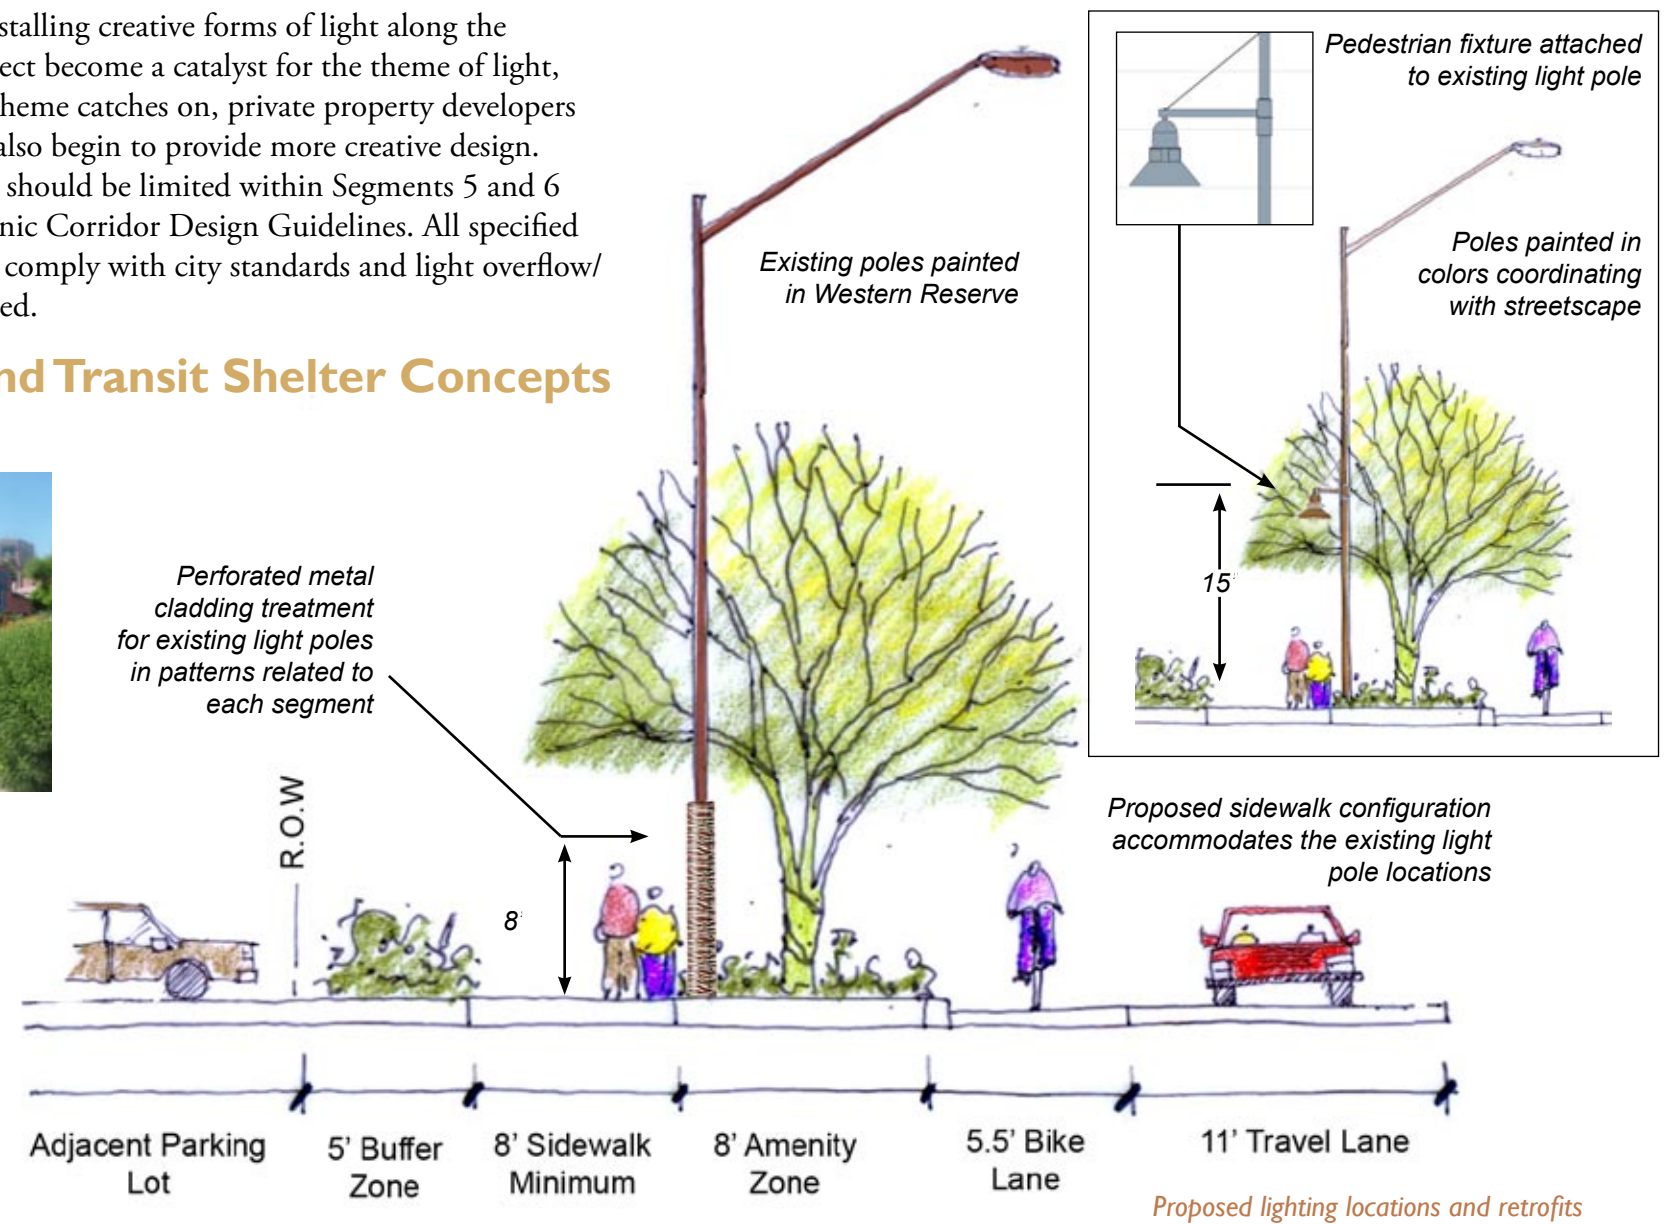 stalling creative forms of light along the
ect become a catalyst for the theme of light,
heme catches on, private property developers
also begin to provide more creative design.
should be limited within Segments 5 and 6
nic Corridor Design Guidelines. All specified
comply with city standards and light overflow/
ed.
nd Transit Shelter Concepts
Pedestrian fixture attached
to existing light pole
Poles painted in
colors coordinating
with streetscape
15'
Existing poles painted
in Western Reserve
Perforated metal
cladding treatment
for existing light poles
in patterns related to
each segment
R.O.W
8'
Proposed sidewalk configuration
accommodates the existing light
pole locations
Adjacent Parking
Lot
5’ Buffer
Zone
8’ Sidewalk
Minimum
8’ Amenity
Zone
5.5’ Bike
Lane
11’ Travel Lane
Proposed lighting locations and retrofits